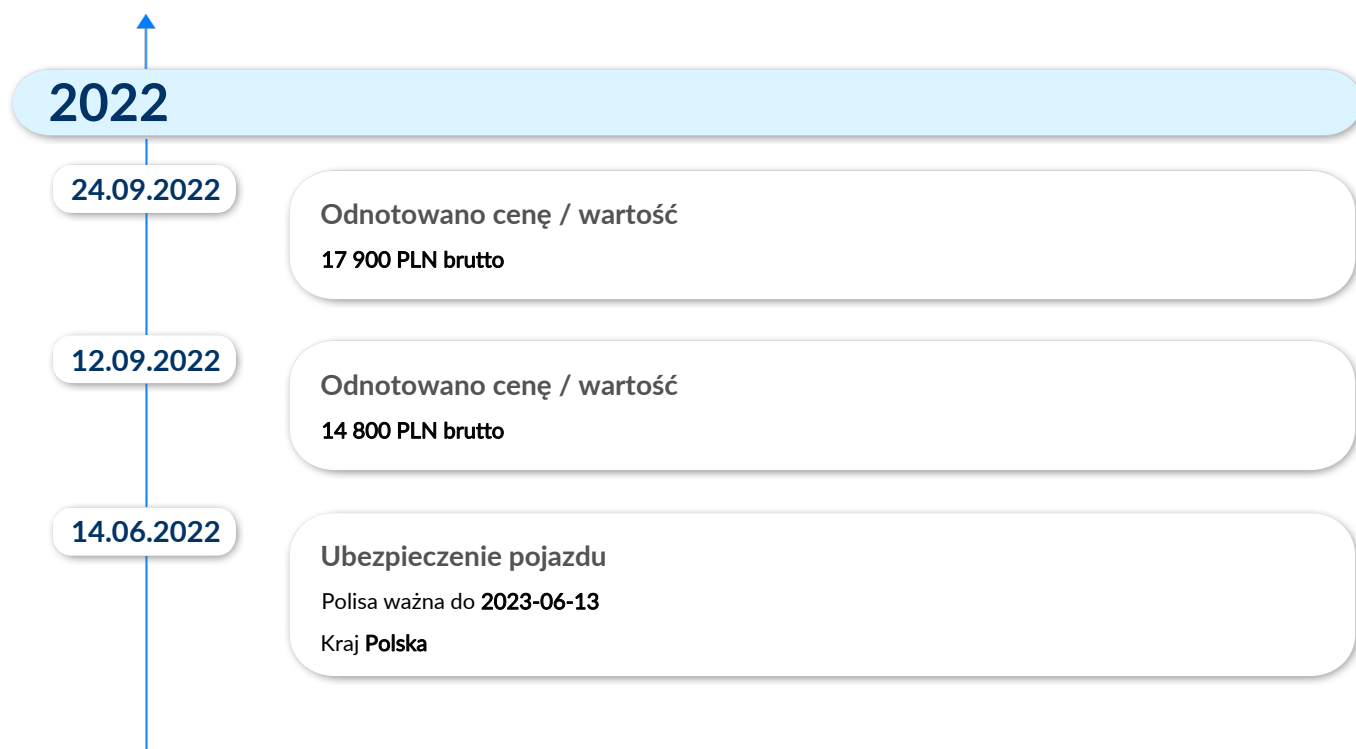 2022
24.09.2022
Odnotowano cenę / wartość
17 900 PLN brutto
12.09.2022
Odnotowano cenę / wartość
14 800 PLN brutto
14.06.2022
Ubezpieczenie pojazdu
Polisa ważna do 2023-06-13
Kraj Polska